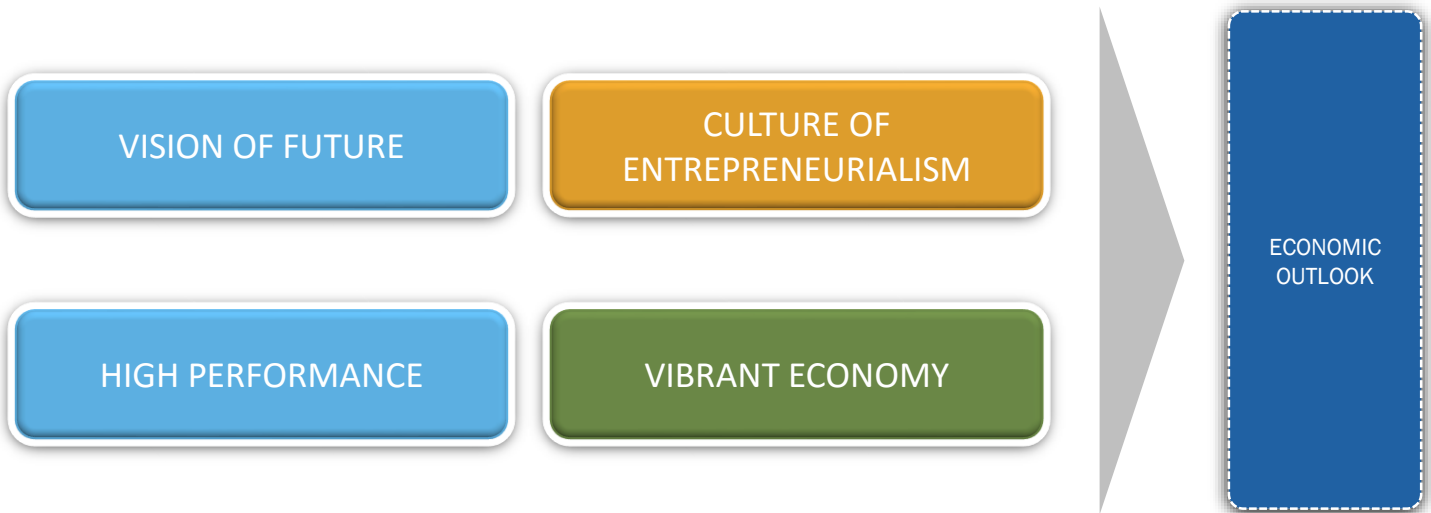 VISION OF FUTURE
CULTURE OF
ENTREPRENEURIALISM
HIGH PERFORMANCE
VIBRANT ECONOMY
ECONOMIC
OUTLOOK